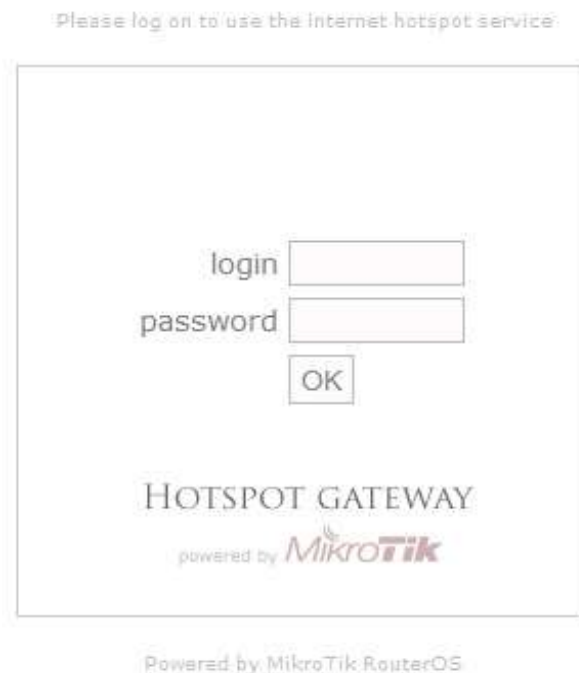 Please log on to use the internet hotspot service
login
password
OK
HOTSPOT GATEWAY
powered by MikroTik
Powered by MikroTik RouterOS